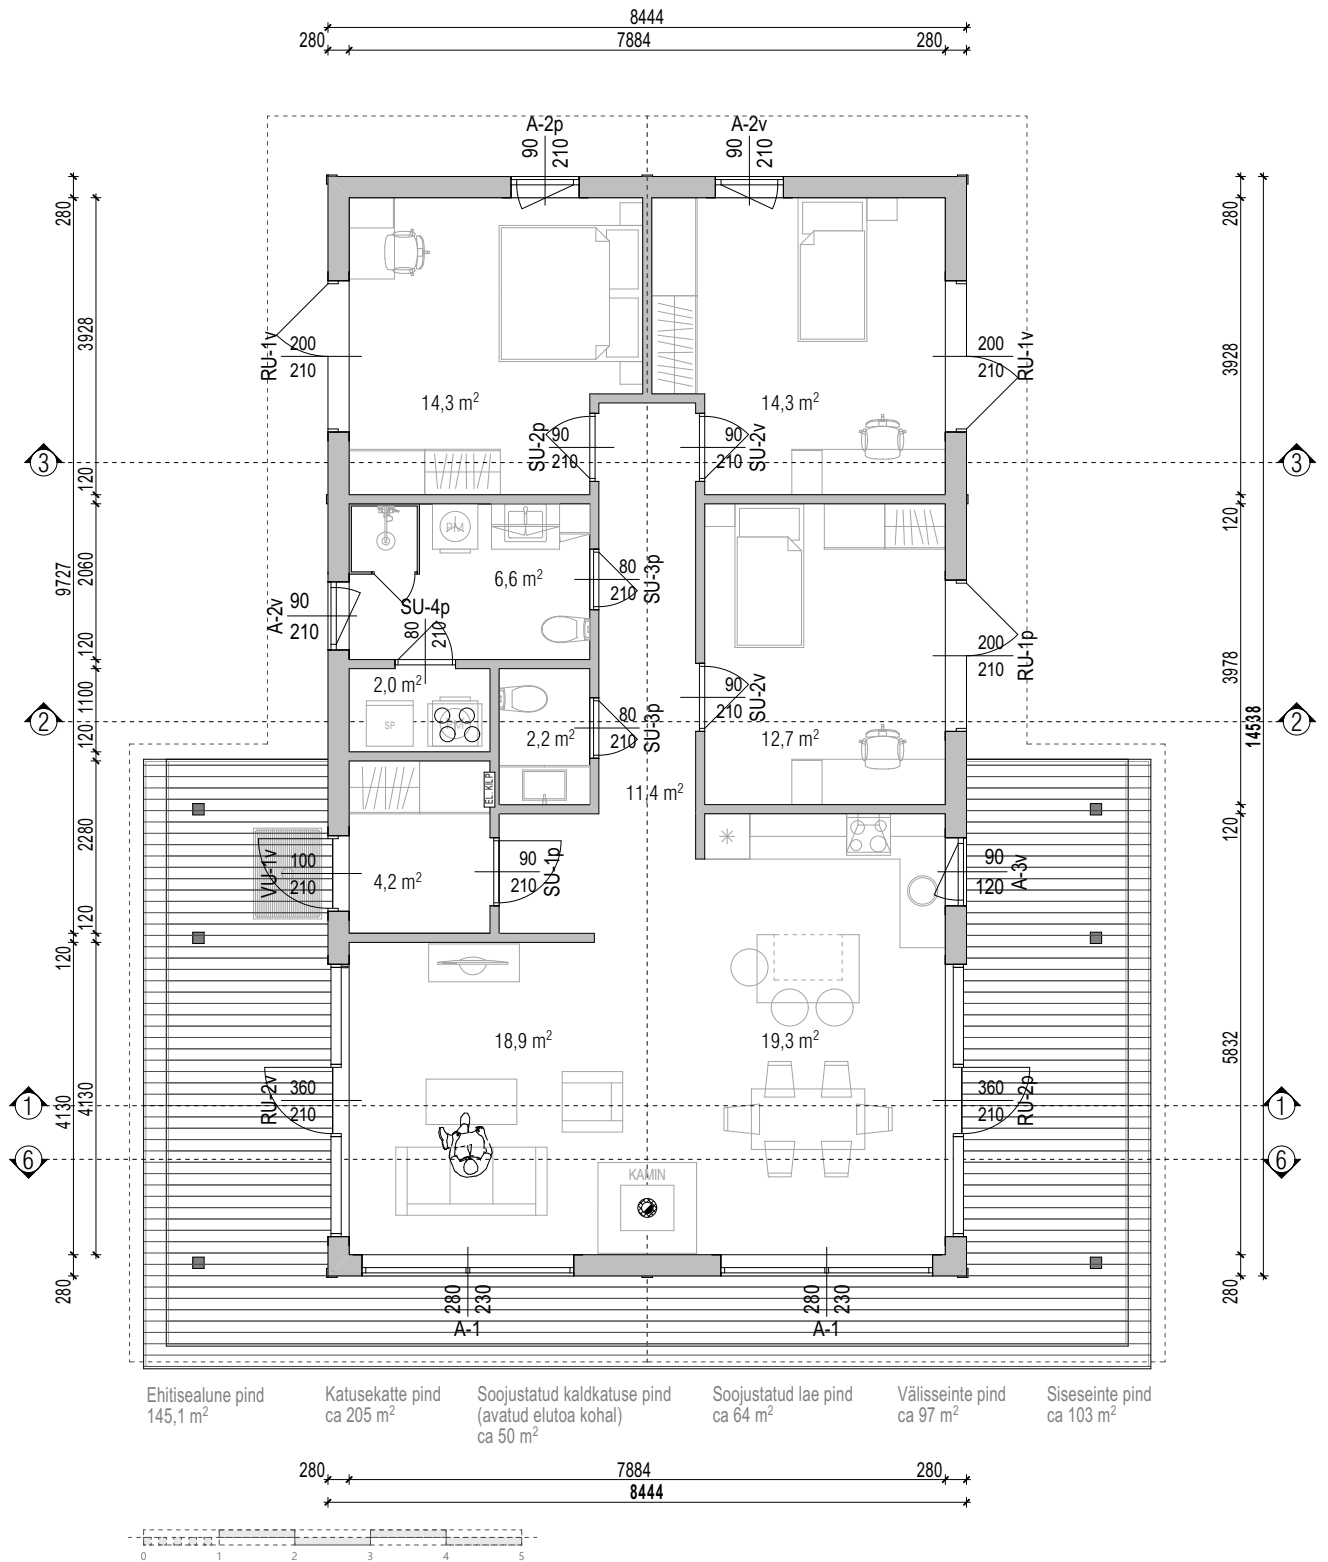 8444
280 7884 280
A-2p
90
210
A-2v
90
210
280
280
3928
RU-1v
200
210
200
210
RU-1v
3928
14,3 m²
14,3 m²
SU-2p
90
210
90
210
SU-2v
3
3
120
120
9727
2060
PM
6,6 m²
80
210
SU-3p
A-2v
90
210
SU-4p
80
210
200
210
RU-1p
3978
14538
120
1100
2,0 m²
90
210
SU-2v
2
2
SP
80
210
SU-3p
2,2 m²
12,7 m²
120
EL. KILP
11,4 m²
2280
120
VU-1v
100
210
4,2 m²
90
210
SU-1p
90
120
A-3v
120
120
18,9 m²
19,3 m²
5832
RU-2v
360
210
360
210
RU-2p
1
1
4130
4130
6
6
KAMIN
280
280
280
230
A-1
280
230
A-1
Ehitisealune pind
145,1 m²
Katusekatte pind
ca 205 m²
Soojustatud kaldkatuse pind
(avatud elutoa kohal)
ca 50 m²
Soojustatud lae pind
ca 64 m²
Välisseinte pind
ca 97 m²
Siseseinte pind
ca 103 m²
280 7884 280
8444
0 1 2 3 4 5